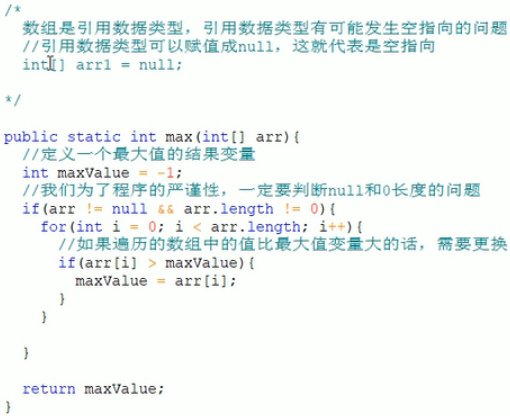 /*
数组是引用数据类型，引用数据类型有可能发生空指向的问题
//引用数据类型可以赋值成null，这就代表是空指向
int[] arr1 = null;
*/
public static int max(int[] arr){
//定义一个最大值的结果变量
int maxValue = -1;
//我们为了程序的严谨性，一定要判断null和0长度的问题
if(arr != null && arr.length != 0){
for(int i = 0; i < arr.length; i++){
//如果遍历的数组中的值比最大值变量大的话，需要更换
if(arr[i] > maxValue){
maxValue = arr[i];
}
}
}
return maxValue;
}